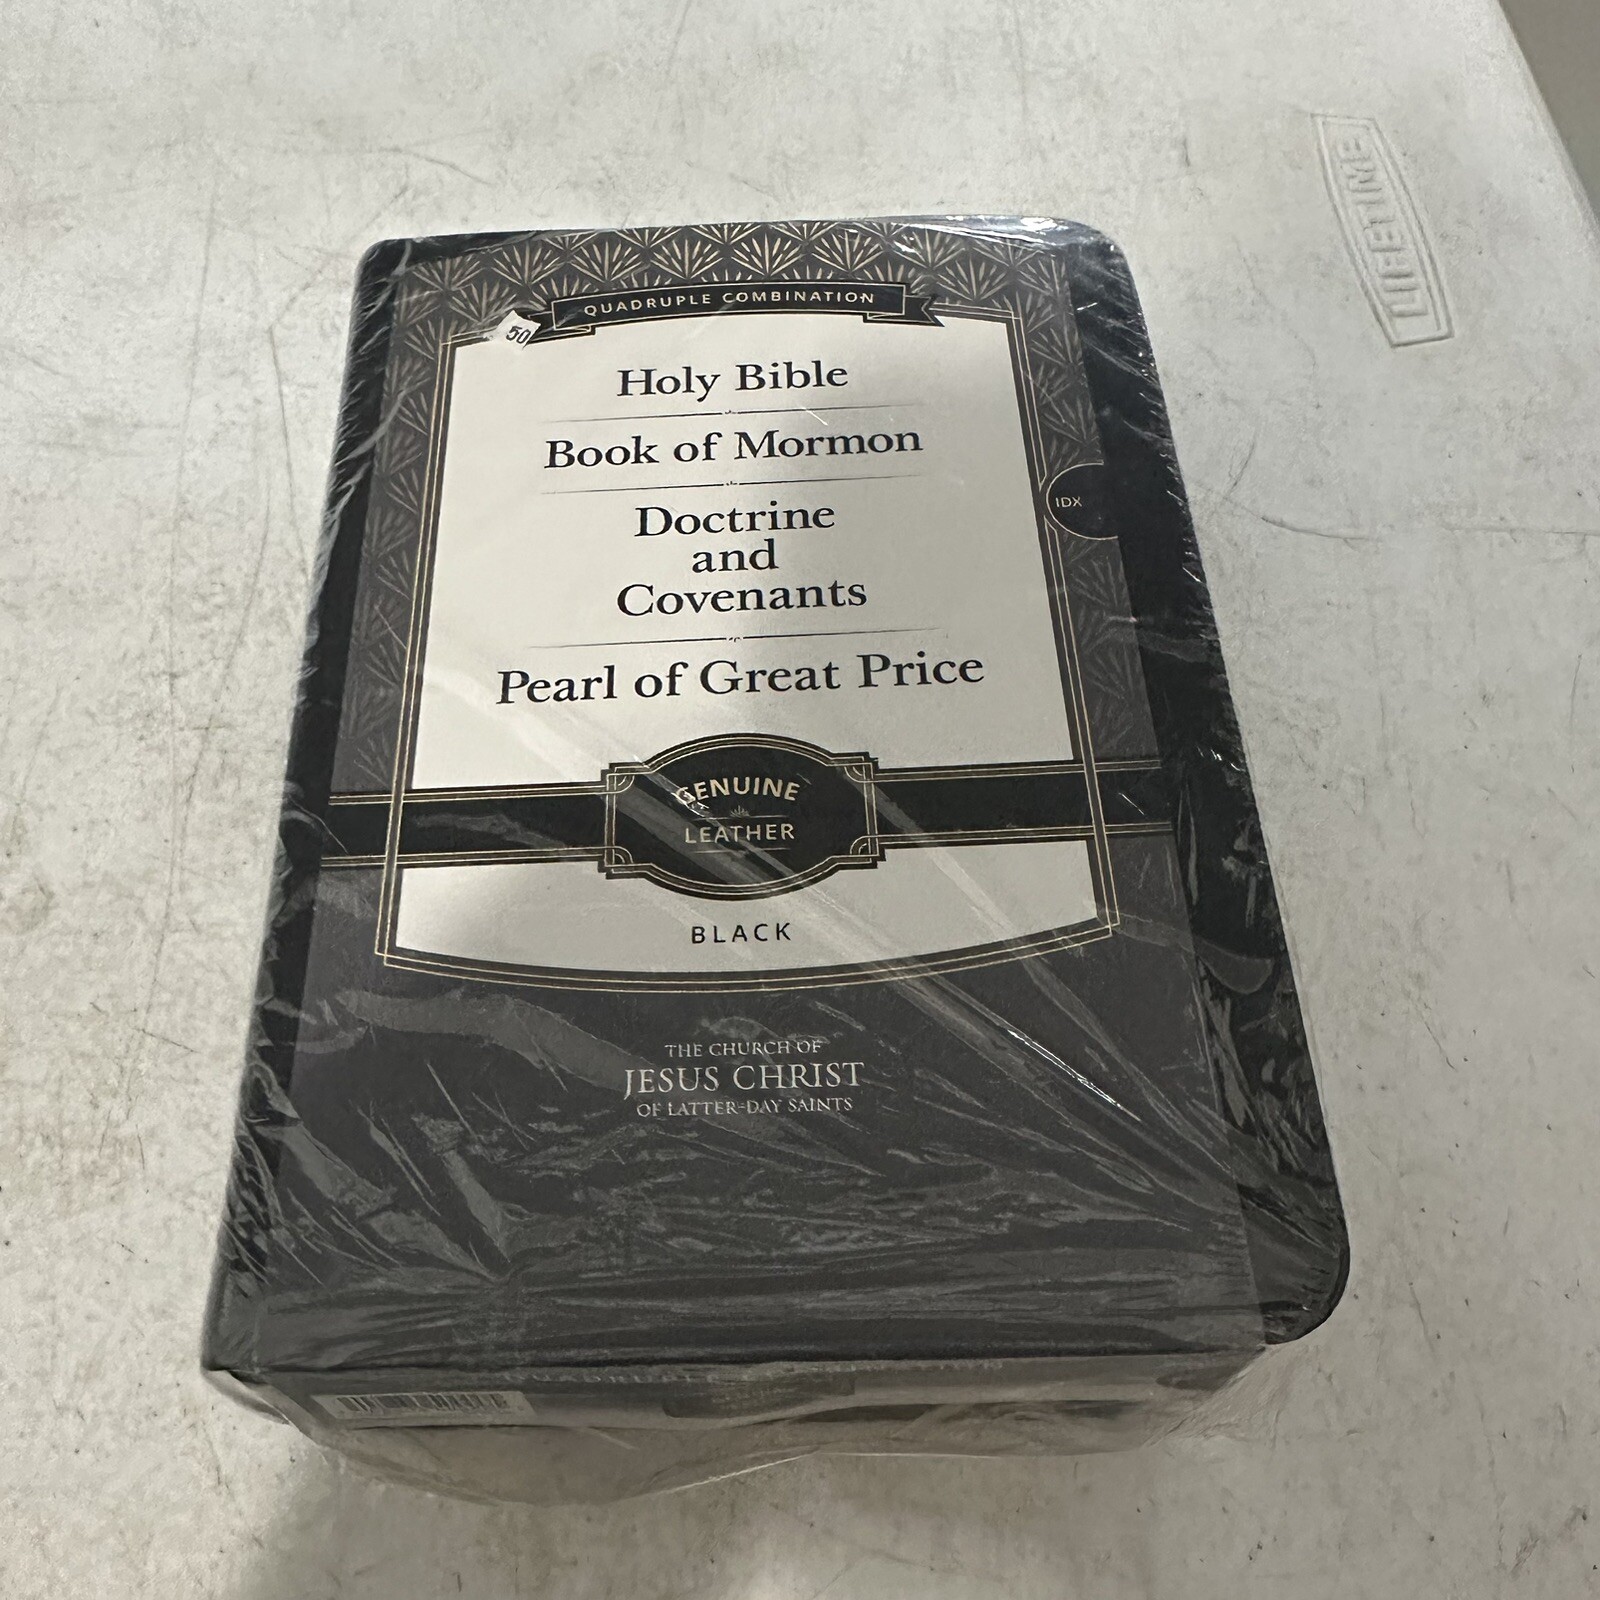 LIFETIME
QUADRUPLE COMBINATION
50
Holy Bible
Book of Mormon
Doctrine
and
Covenants
Pearl of Great Price
IDX
GENUINE
LEATHER
BLACK
THE CHURCH OF
JESUS CHRIST
OF LATTER-DAY SAINTS
QUADRUPLE